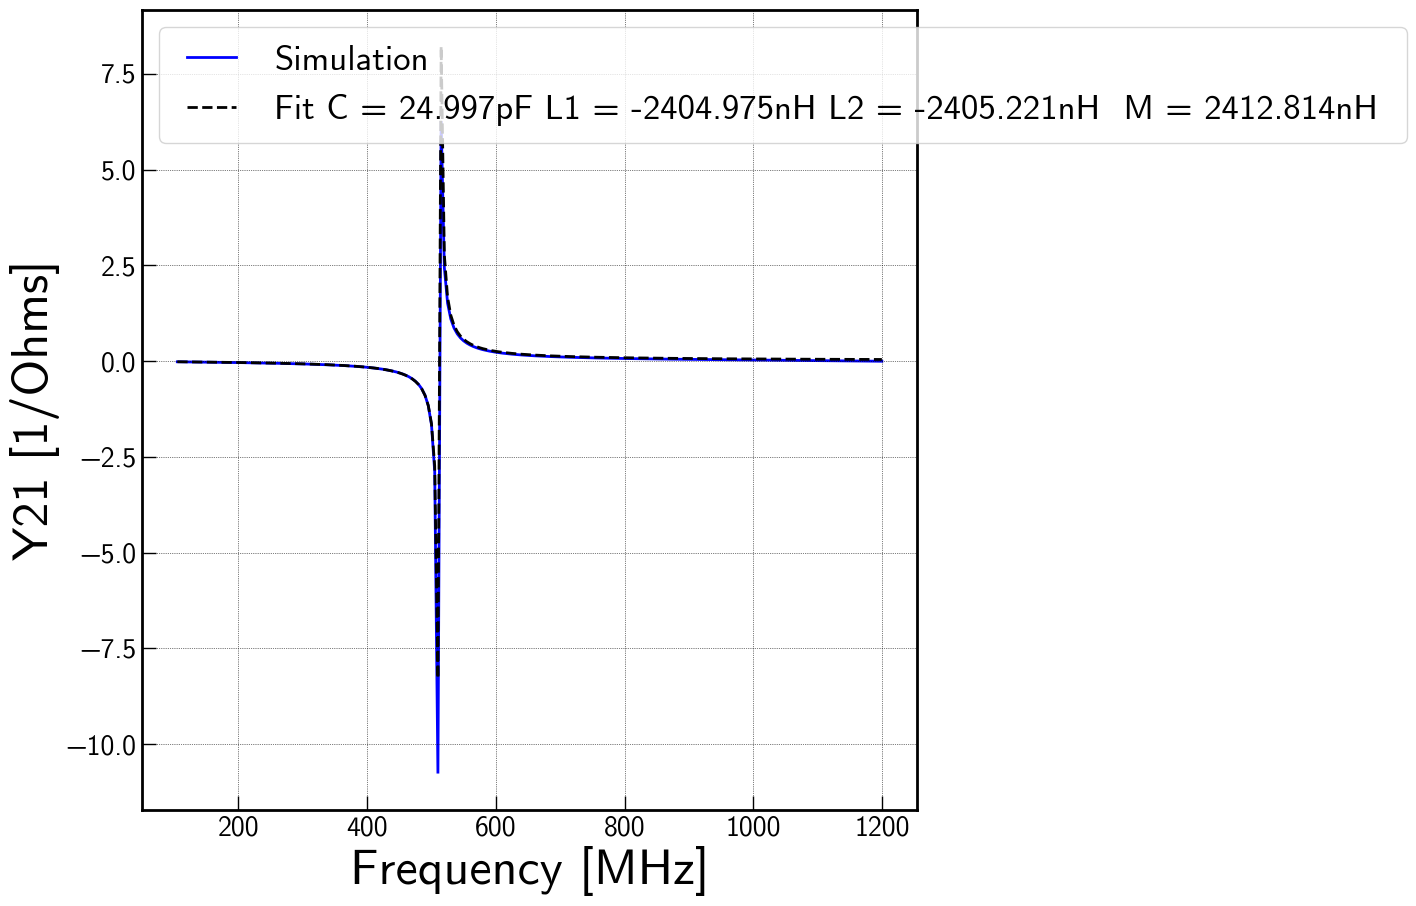 Simulation
Fit C = 24.997pF L1 = -2404.975nH L2 = -2405.221nH M = 2412.814nH
7.5
5.0
2.5
0.0
−2.5
−5.0
−7.5
−10.0
Y21 [1/Ohms]
200 400 600 800 1000 1200
Frequency [MHz]